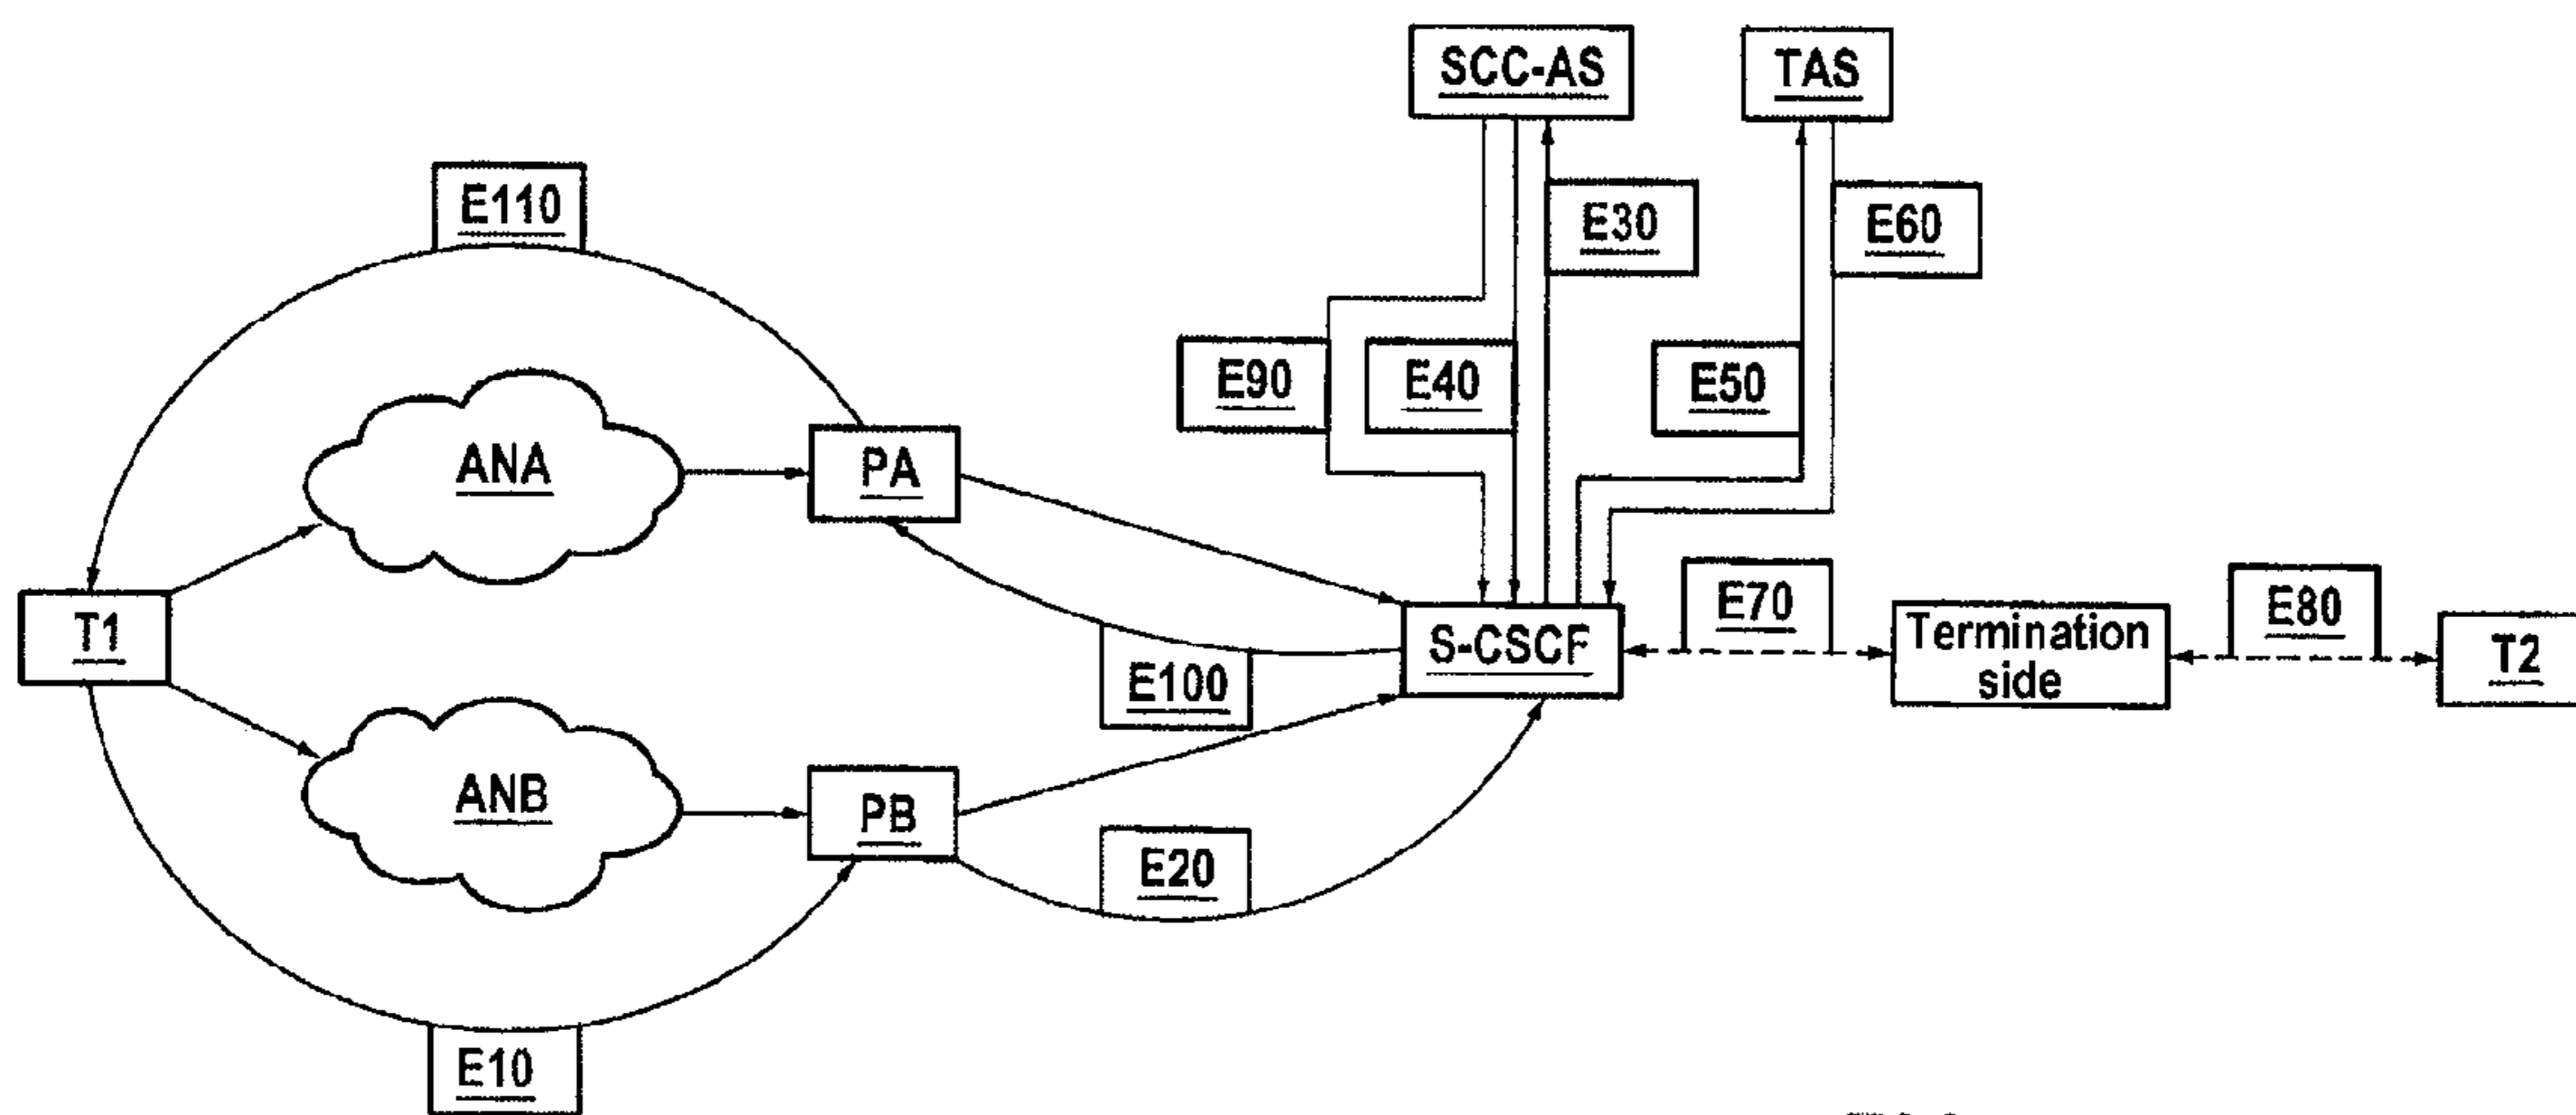 SCC-AS
TAS
E110
E30
E60
E90
E40
E50
ANA
PA
T1
E70
E80
S-CSCF
Termination
side
T2
E100
ANB
PB
E20
E10